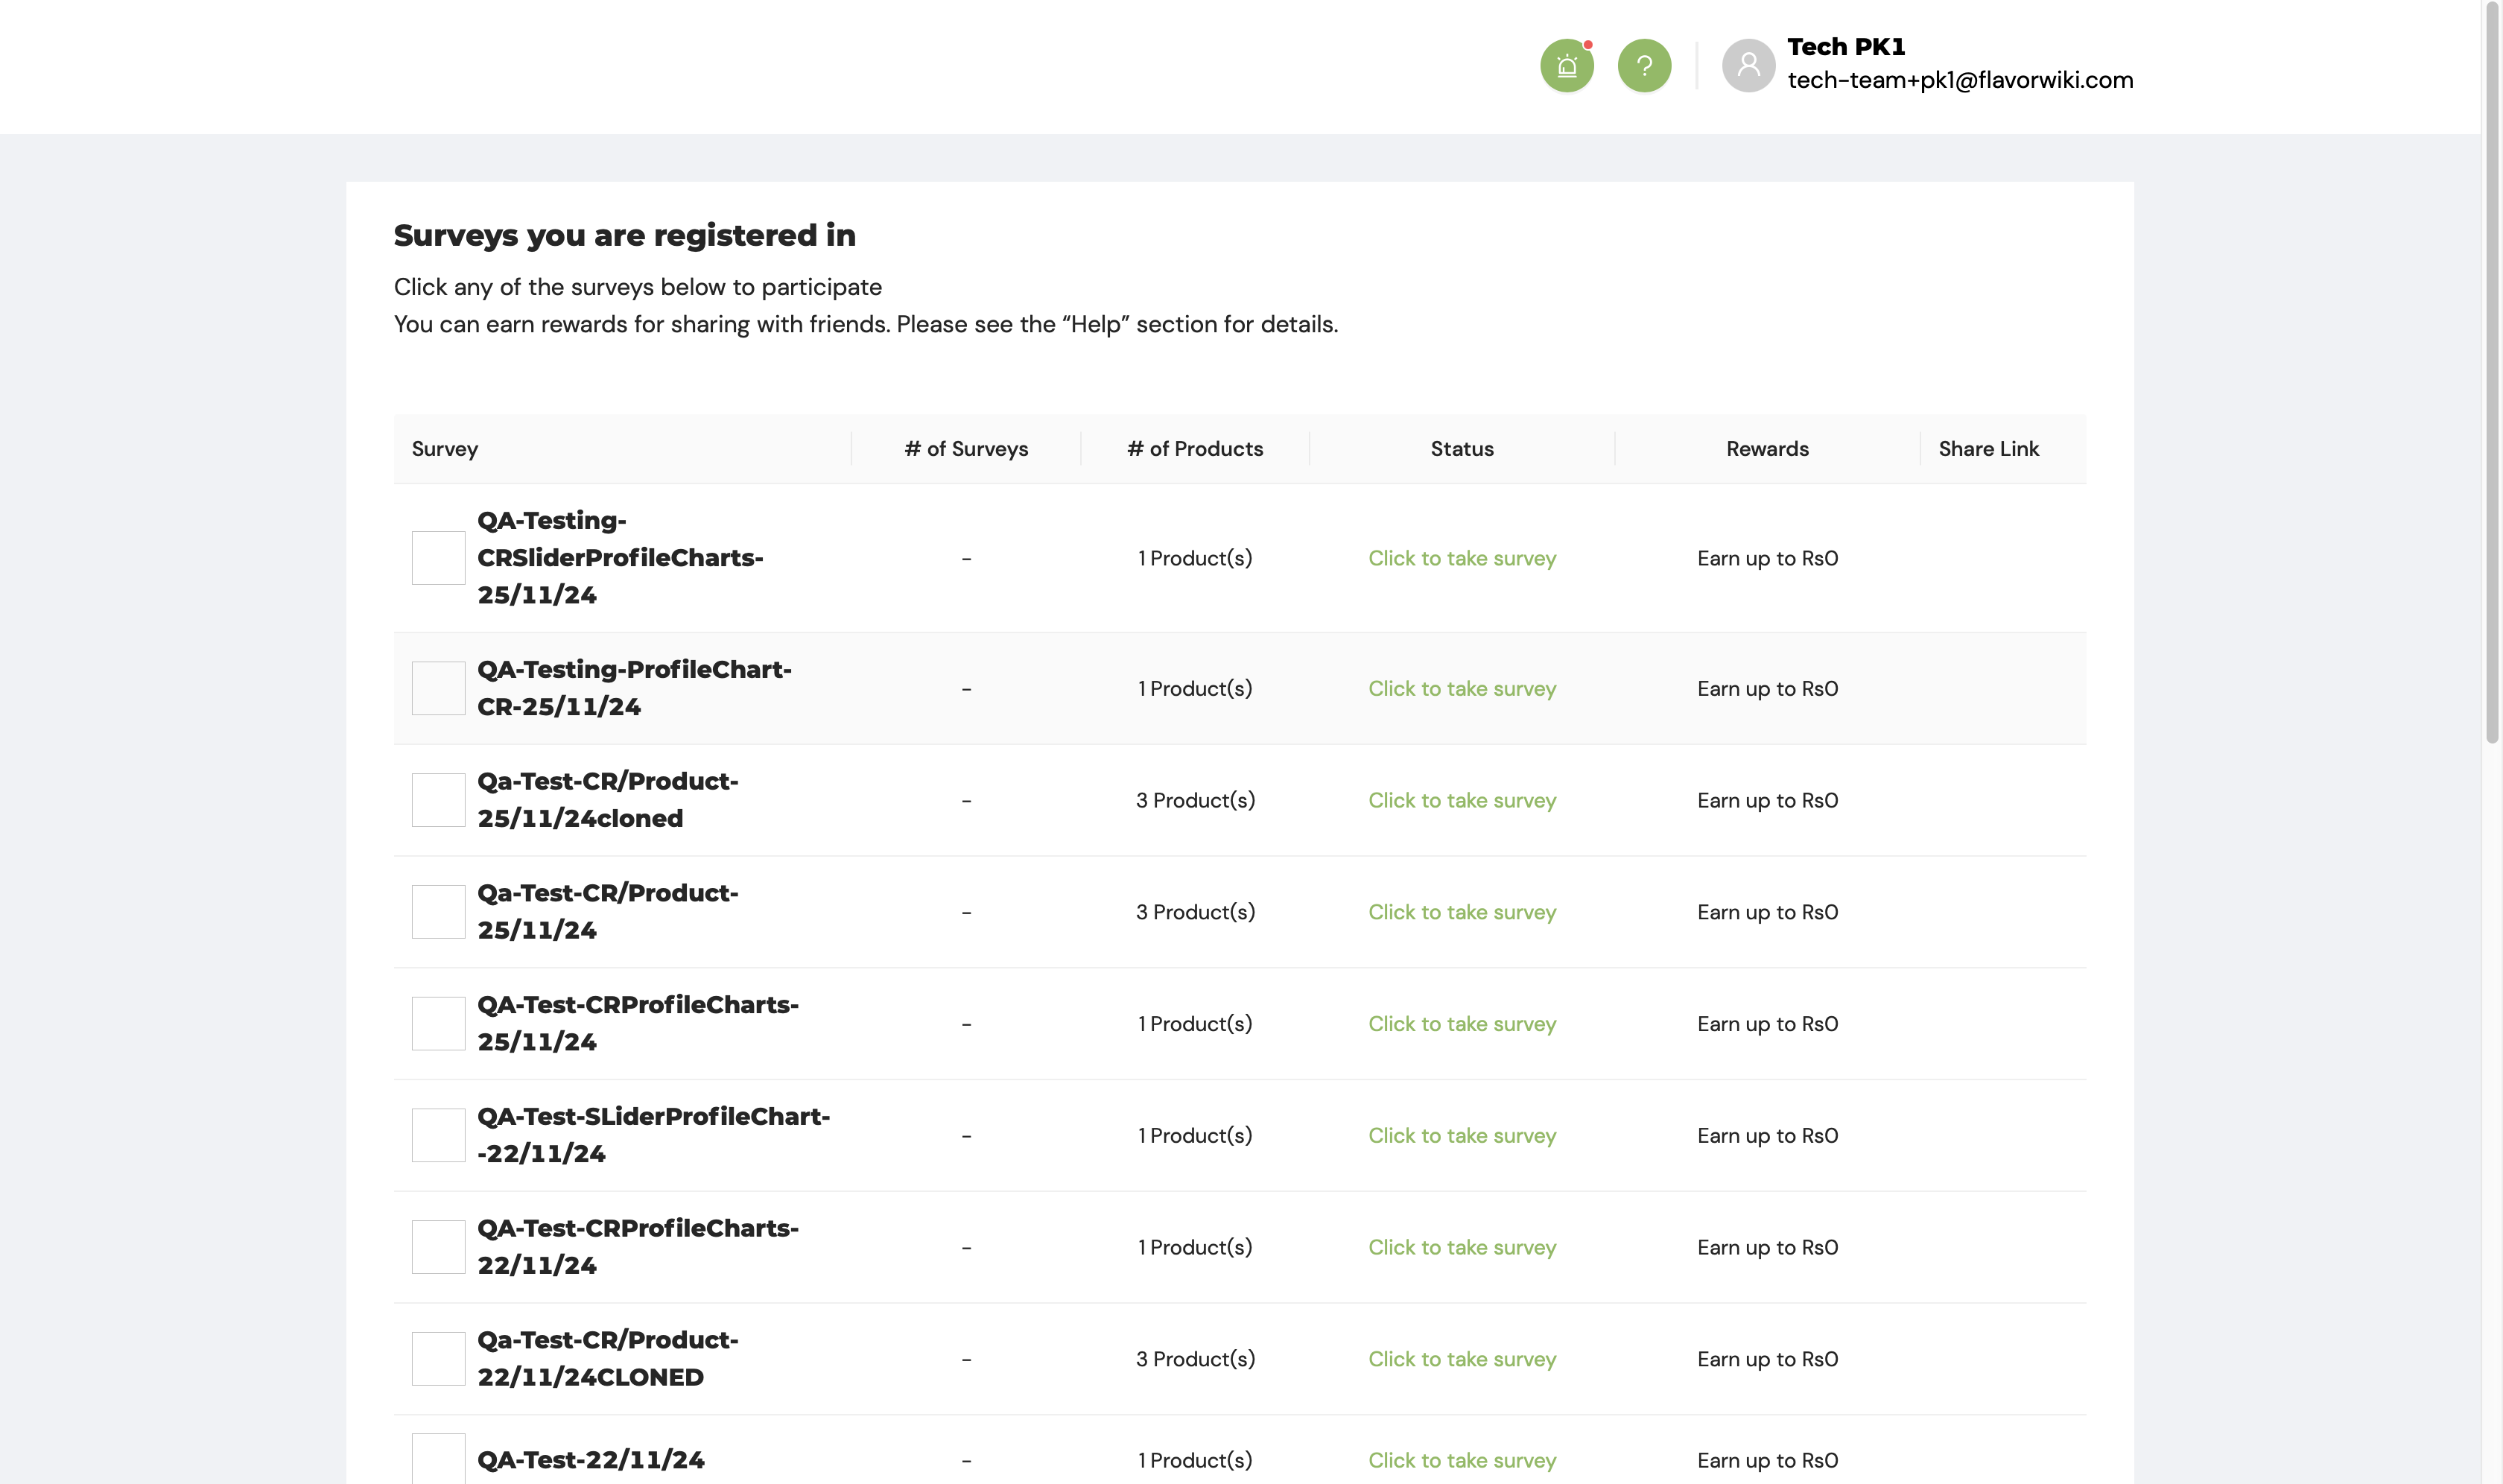 Tech PK1
tech-team+pk1@flavorwiki.com
Surveys you are registered in
Click any of the surveys below to participate
You can earn rewards for sharing with friends. Please see the “Help” section for details.
Survey # of Surveys # of Products Status Rewards Share Link
QA-Testing-
CRSliderProfileCharts-
25/11/24
- 1 Product(s) Click to take survey Earn up to Rs0
QA-Testing-ProfileChart-
CR-25/11/24
- 1 Product(s) Click to take survey Earn up to Rs0
Qa-Test-CR/Product-
25/11/24cloned
- 3 Product(s) Click to take survey Earn up to Rs0
Qa-Test-CR/Product-
25/11/24
- 3 Product(s) Click to take survey Earn up to Rs0
QA-Test-CRProfileCharts-
25/11/24
- 1 Product(s) Click to take survey Earn up to Rs0
QA-Test-SLiderProfileChart-
-22/11/24
- 1 Product(s) Click to take survey Earn up to Rs0
QA-Test-CRProfileCharts-
22/11/24
- 1 Product(s) Click to take survey Earn up to Rs0
Qa-Test-CR/Product-
22/11/24CLONED
- 3 Product(s) Click to take survey Earn up to Rs0
QA-Test-22/11/24 - 1 Product(s) Click to take survey Earn up to Rs0